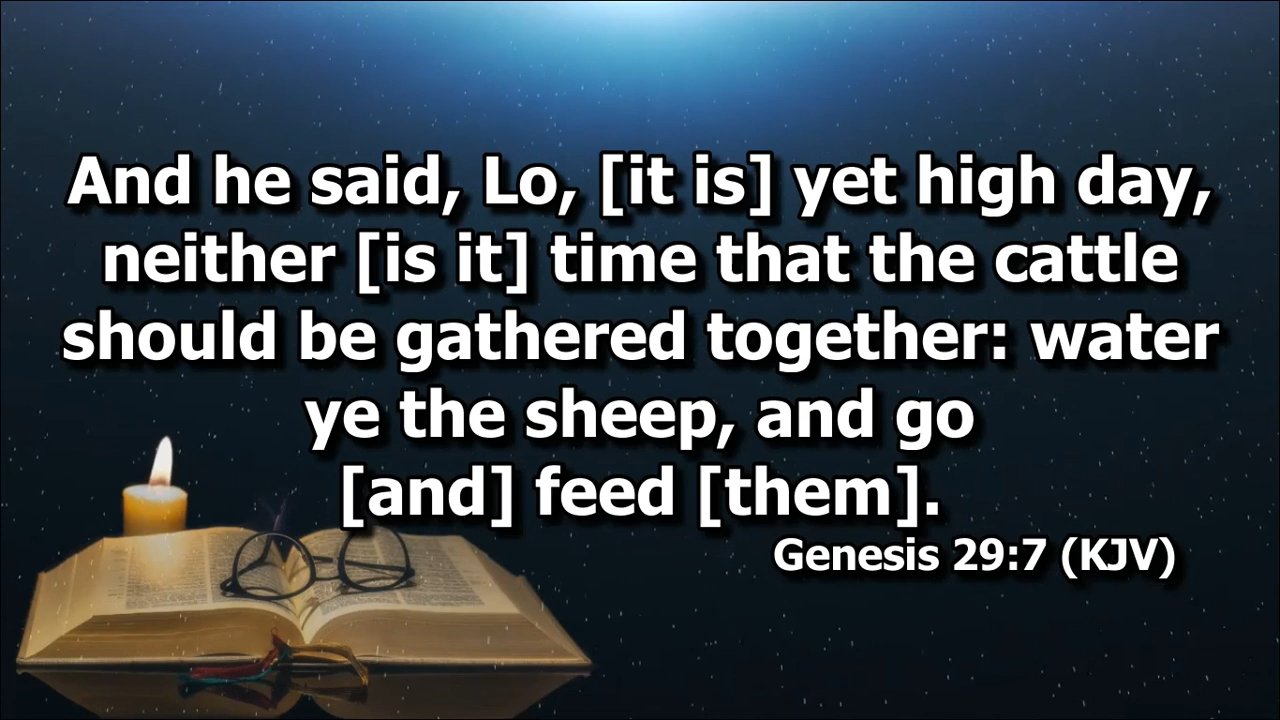 And he said, Lo, [it is] yet high day,
neither [is it] time that the cattle
should be gathered together: water
ye the sheep, and go
[and] feed [them].
Genesis 29:7 (KJV)